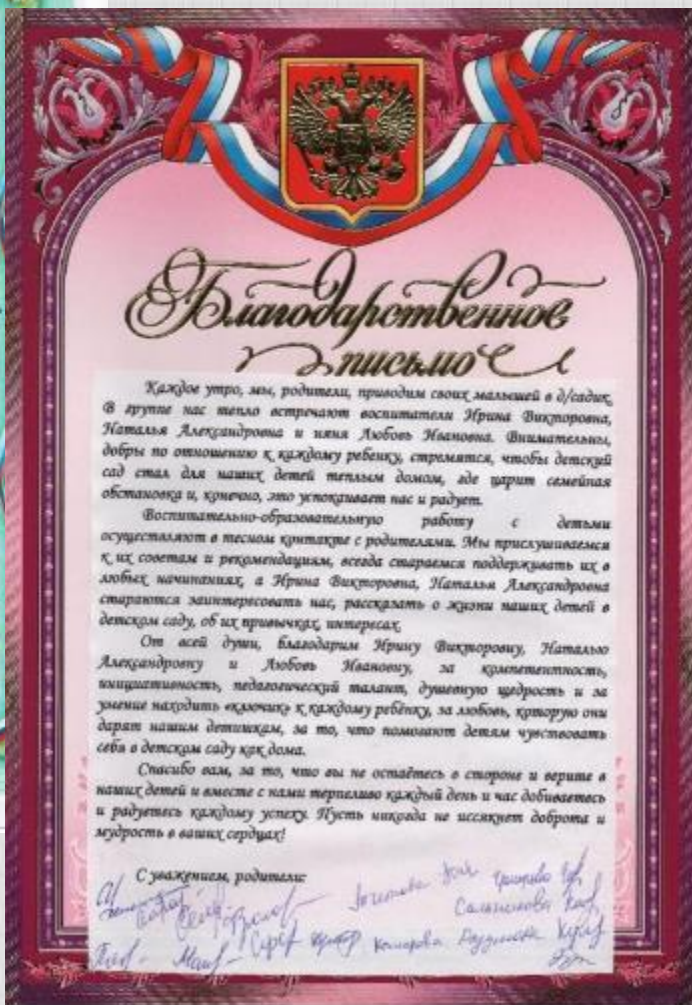 Благодарственное
письмо
Каждое утро, мы, родители, приводим своих малышей в д/садик.
В группе нас тепло встречают воспитатели Ирина Викторовна,
Наталья Александровна и няня Любовь Ивановна. Внимательны,
добры по отношению к каждому ребенку, стремятся, чтобы детский
сад стал для наших детей теплым домом, где царит семейная
обстановка и, конечно, это успокаивает нас и радует.
Воспитательно-образовательную работу с детьми
осуществляют в тесном контакте с родителями. Мы прислушиваемся
к их советам и рекомендациям, всегда стараемся поддерживать их в
любых начинаниях, а Ирина Викторовна, Наталья Александровна
стараются заинтересовать нас, рассказать о жизни наших детей в
детском саду, об их привычках, интересах.
От всей души, благодарим Ирину Викторовну, Наталью
Александровну и Любовь Ивановну, за компетентность,
инициативность, педагогический талант, душевную щедрость и за
умение находить «ключик» к каждому ребёнку, за любовь, которую они
дарят нашим детишкам, за то, что помогают детям чувствовать
себя в детском саду как дома.
Спасибо вам, за то, что вы не остаётесь в стороне и верите в
наших детей и вместе с нами терпеливо каждый день и час добиваетесь
и радуетесь каждому успеху. Пусть никогда не иссякнет доброта и
мудрость в ваших сердцах!
С уважением, родители: